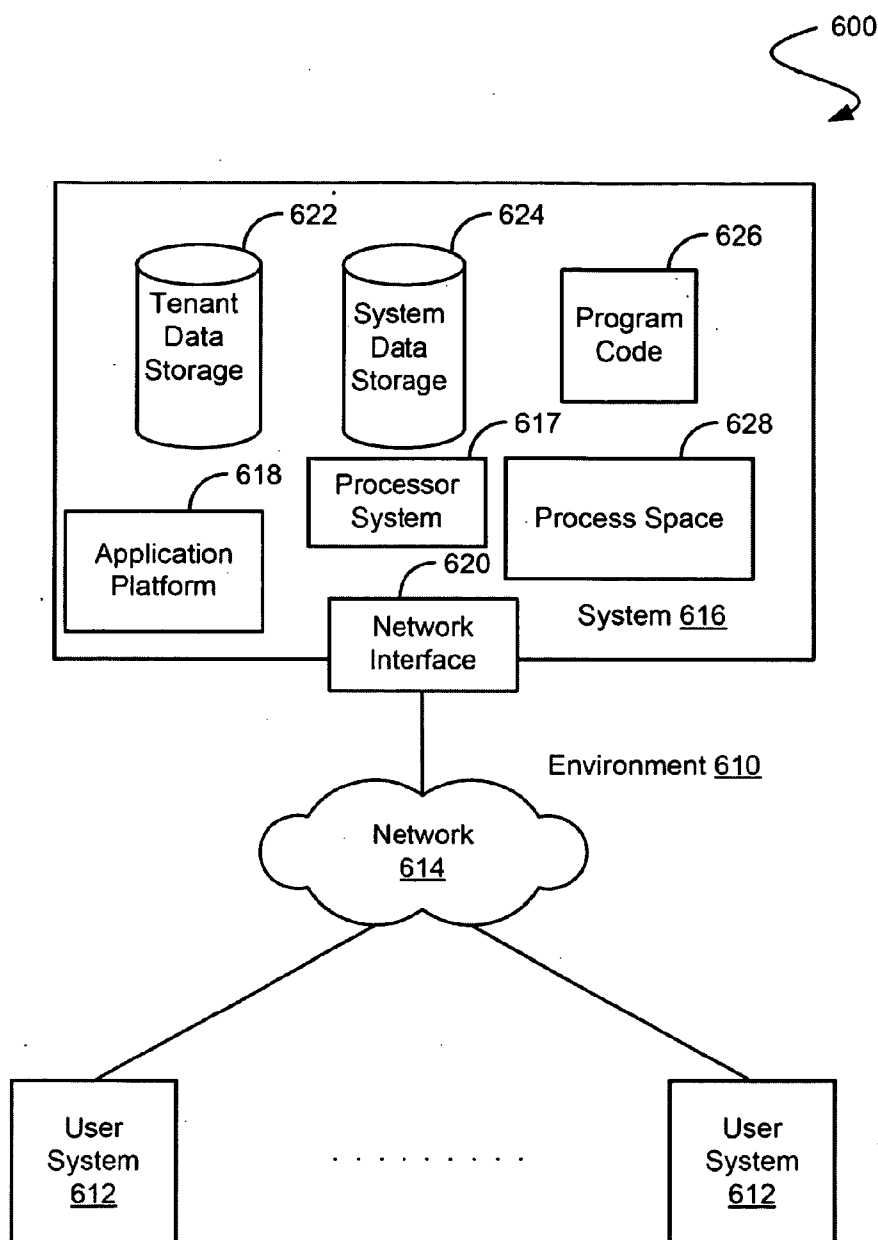 600
622
624
626
Tenant
Data
Storage
System
Data
Storage
Program
Code
617
628
618
Processor
System
Process Space
Application
Platform
620
System 616
Network
Interface
Environment 610
Network
614
User
System
612
. . . . . . . . .
User
System
612